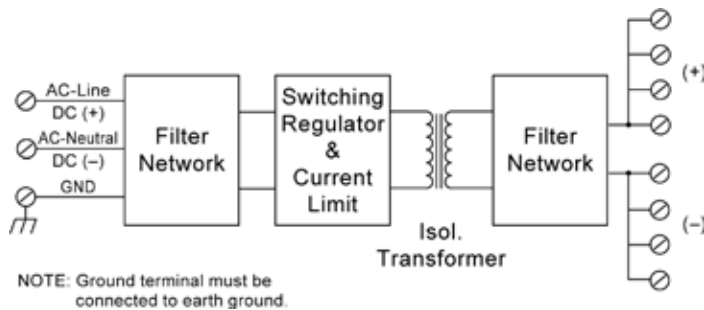 AC-Line
DC (+)
AC-Neutral
DC (–)
GND
Filter
Network
Switching
Regulator
&
Current
Limit
Isol.
Transformer
Filter
Network
(+)
(–)
NOTE: Ground terminal must be
connected to earth ground.